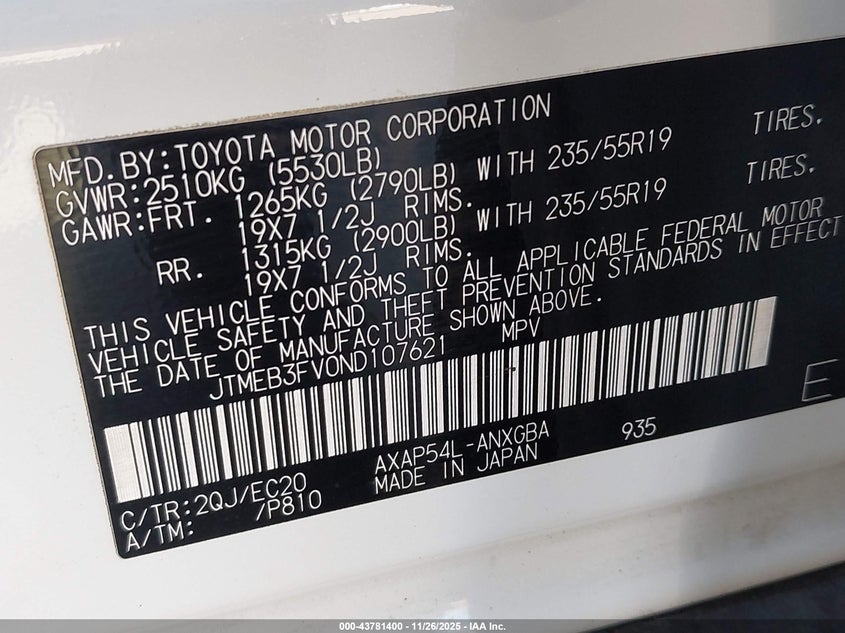 MFD. BY: TOYOTA MOTOR CORPORATION
GVWR: 2510KG (5530LB)
GAWR: FRT. 1265KG (2790LB) WITH 235/55R19 TIRES.
19X7 1/2J RIMS.
RR. 1315KG (2900LB) WITH 235/55R19 TIRES.
19X7 1/2J RIMS.
THIS VEHICLE CONFORMS TO ALL APPLICABLE FEDERAL MOTOR
VEHICLE SAFETY AND THEFT PREVENTION STANDARDS IN EFFECT
THE DATE OF MANUFACTURE SHOWN ABOVE.
JTMEB3FV0ND107621 MPV
E
AXAP54L-ANXGBA 935
MADE IN JAPAN
C/TR: 2QJ/EC20
A/TM: /P810
000-43781400 - 11/26/2025 - IAA Inc.